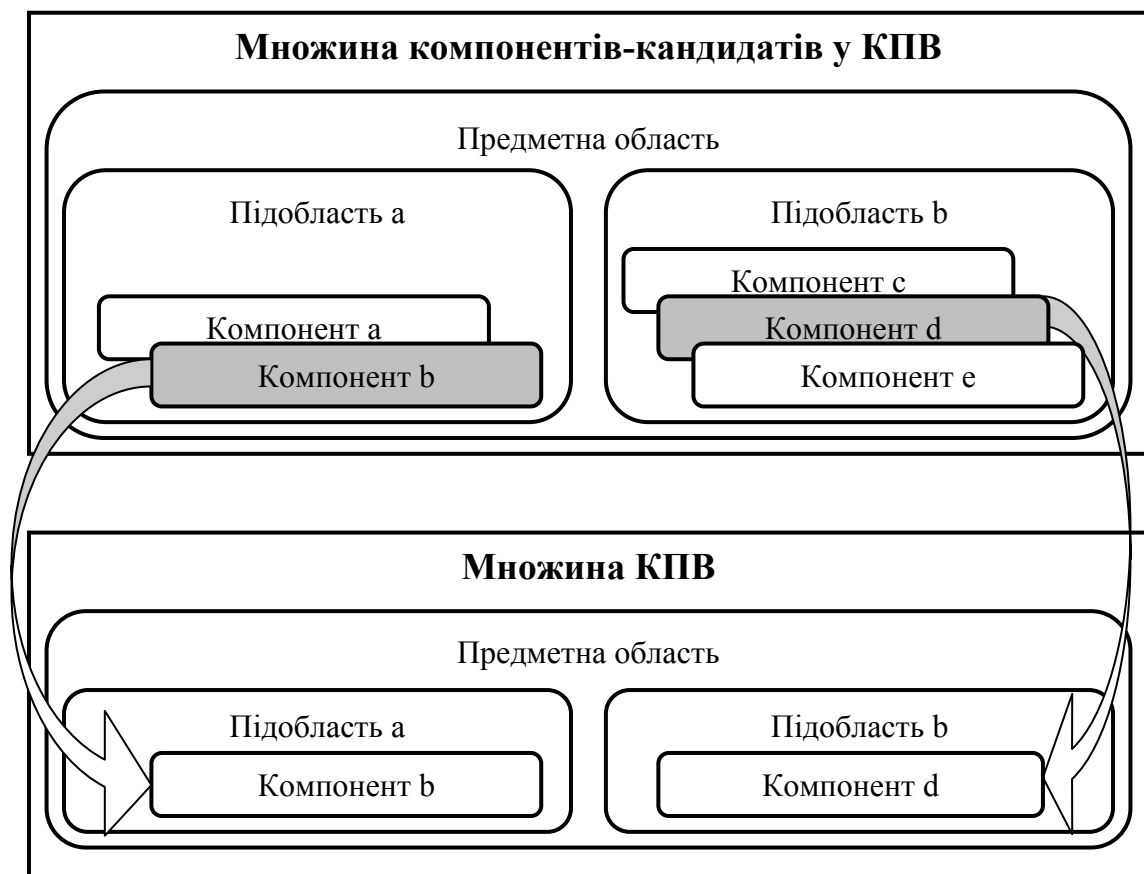 Множина компонентів-кандидатів у КПВ
Предметна область
Підобласть a
Підобласть b
Компонент c
Компонент a
Компонент d
Компонент b
Компонент e
Множина КПВ
Предметна область
Підобласть a
Підобласть b
Компонент b
Компонент d